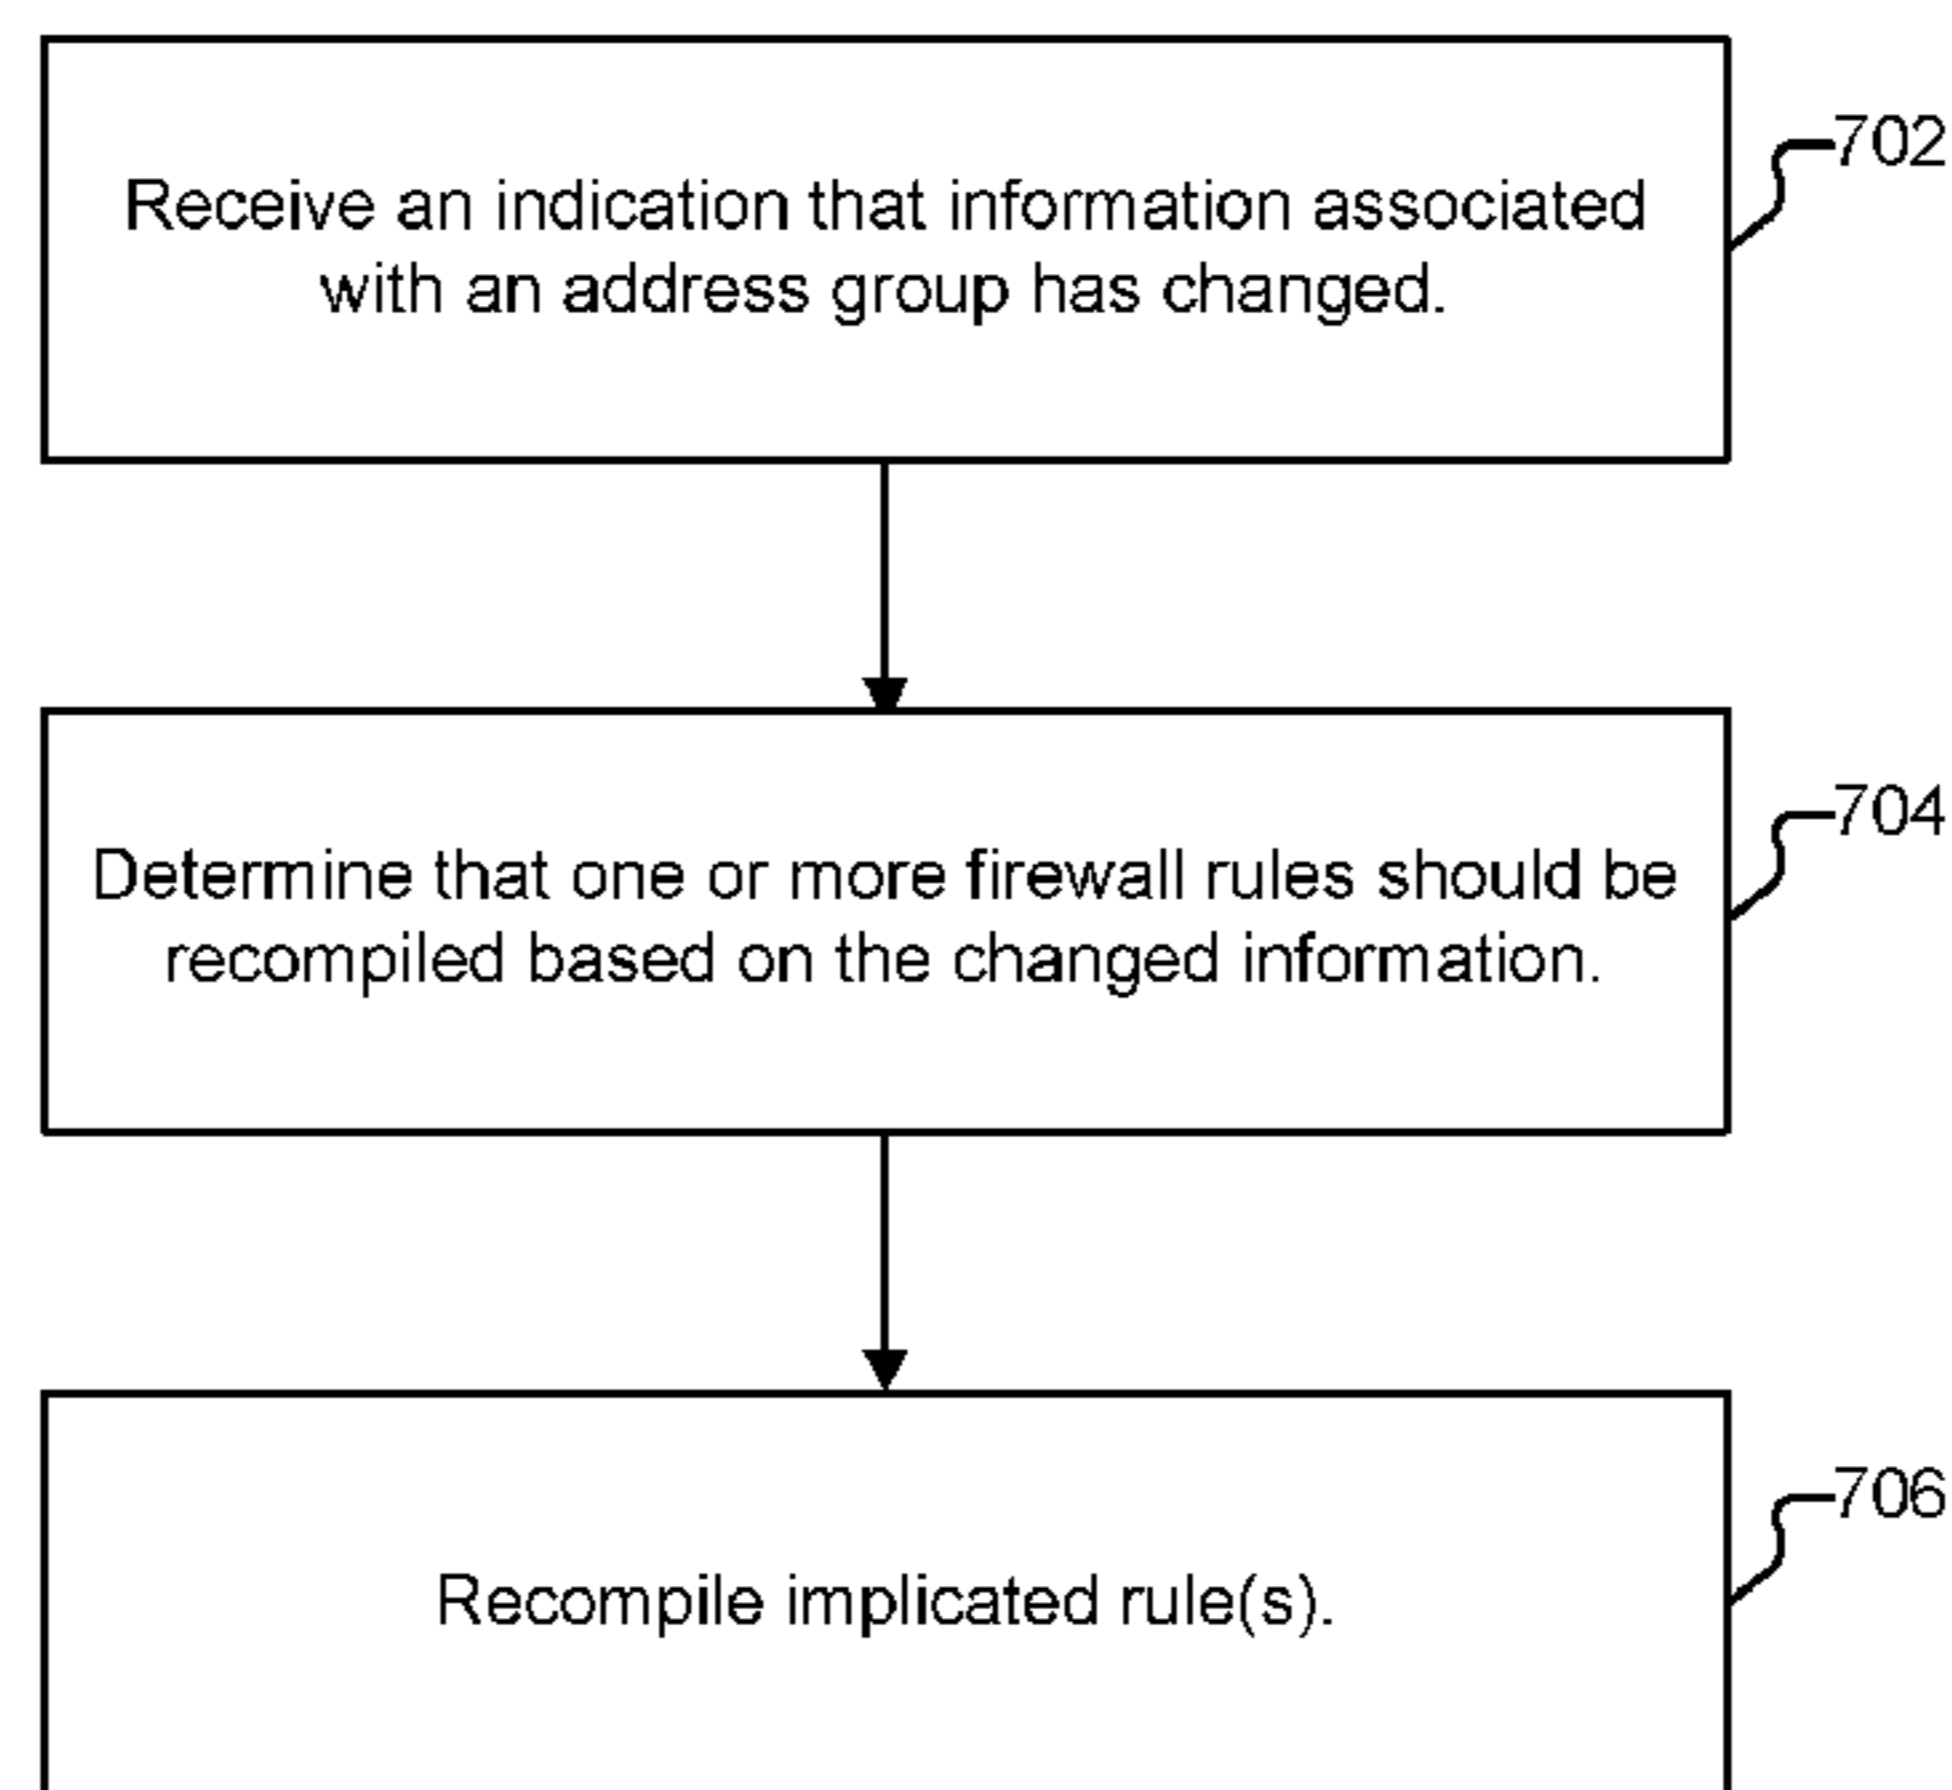 702
Receive an indication that information associated
with an address group has changed.
704
Determine that one or more firewall rules should be
recompiled based on the changed information.
706
Recompile implicated rule(s).